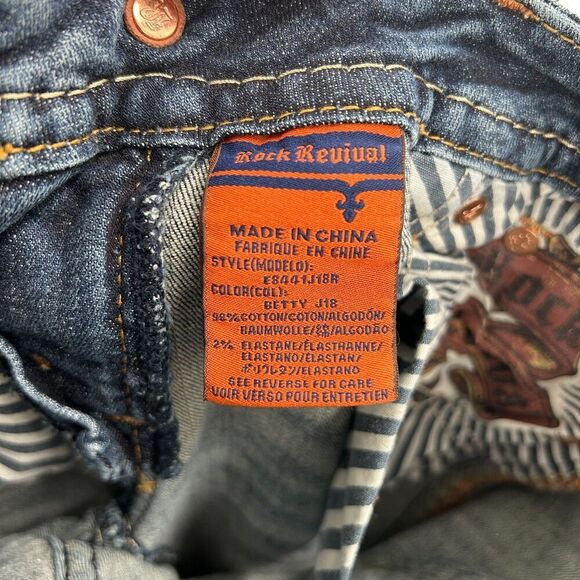 Rock Revival
MADE IN CHINA
FABRIQUE EN CHINE
STYLE(MODELO):
E8441J18R
COLOR(COL):
BETTY J18
98%COTTON/COTON/ALGODÓN/
BAUMWOLLE/綿/ALGODÃO
2% ELASTANE/ÉLASTHANNE/
ELASTANO/ELASTAN/
ポリウレタン/ELASTANO
SEE REVERSE FOR CARE
VOIR VERSO POUR ENTRETIEN